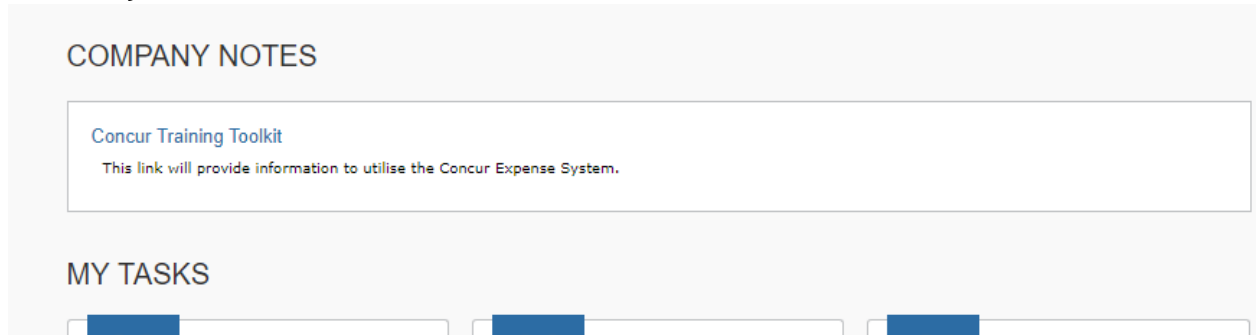 COMPANY NOTES
Concur Training Toolkit
This link will provide information to utilise the Concur Expense System.
MY TASKS